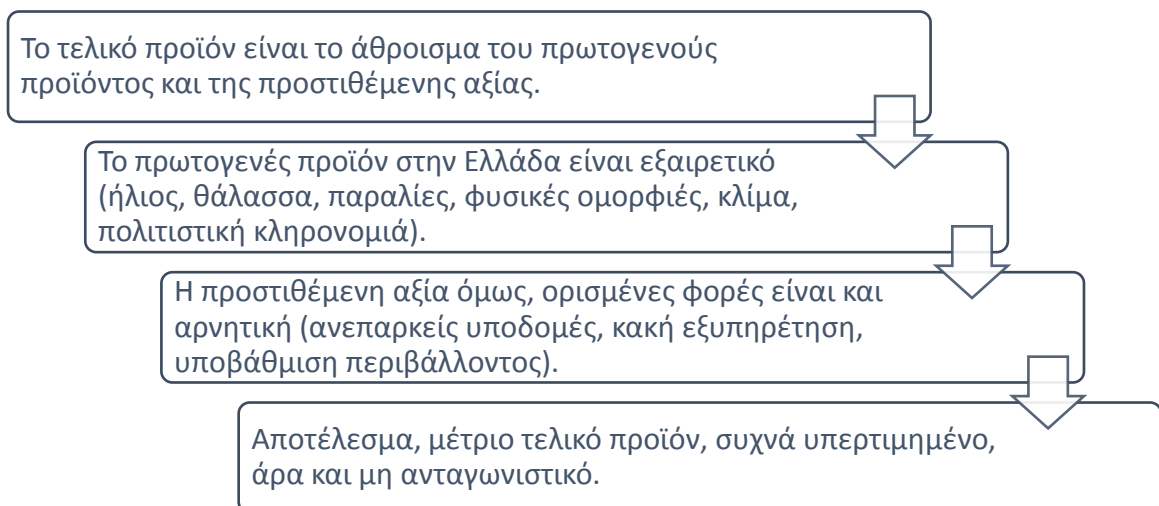 Το τελικό προϊόν είναι το άθροισμα του πρωτογενούς
προϊόντος και της προστιθέμενης αξίας.
Το πρωτογενές προϊόν στην Ελλάδα είναι εξαιρετικό
(ήλιος, θάλασσα, παραλίες, φυσικές ομορφιές, κλίμα,
πολιτιστική κληρονομιά).
Η προστιθέμενη αξία όμως, ορισμένες φορές είναι και
αρνητική (ανεπαρκείς υποδομές, κακή εξυπηρέτηση,
υποβάθμιση περιβάλλοντος).
Αποτέλεσμα, μέτριο τελικό προϊόν, συχνά υπερτιμημένο,
άρα και μη ανταγωνιστικό.